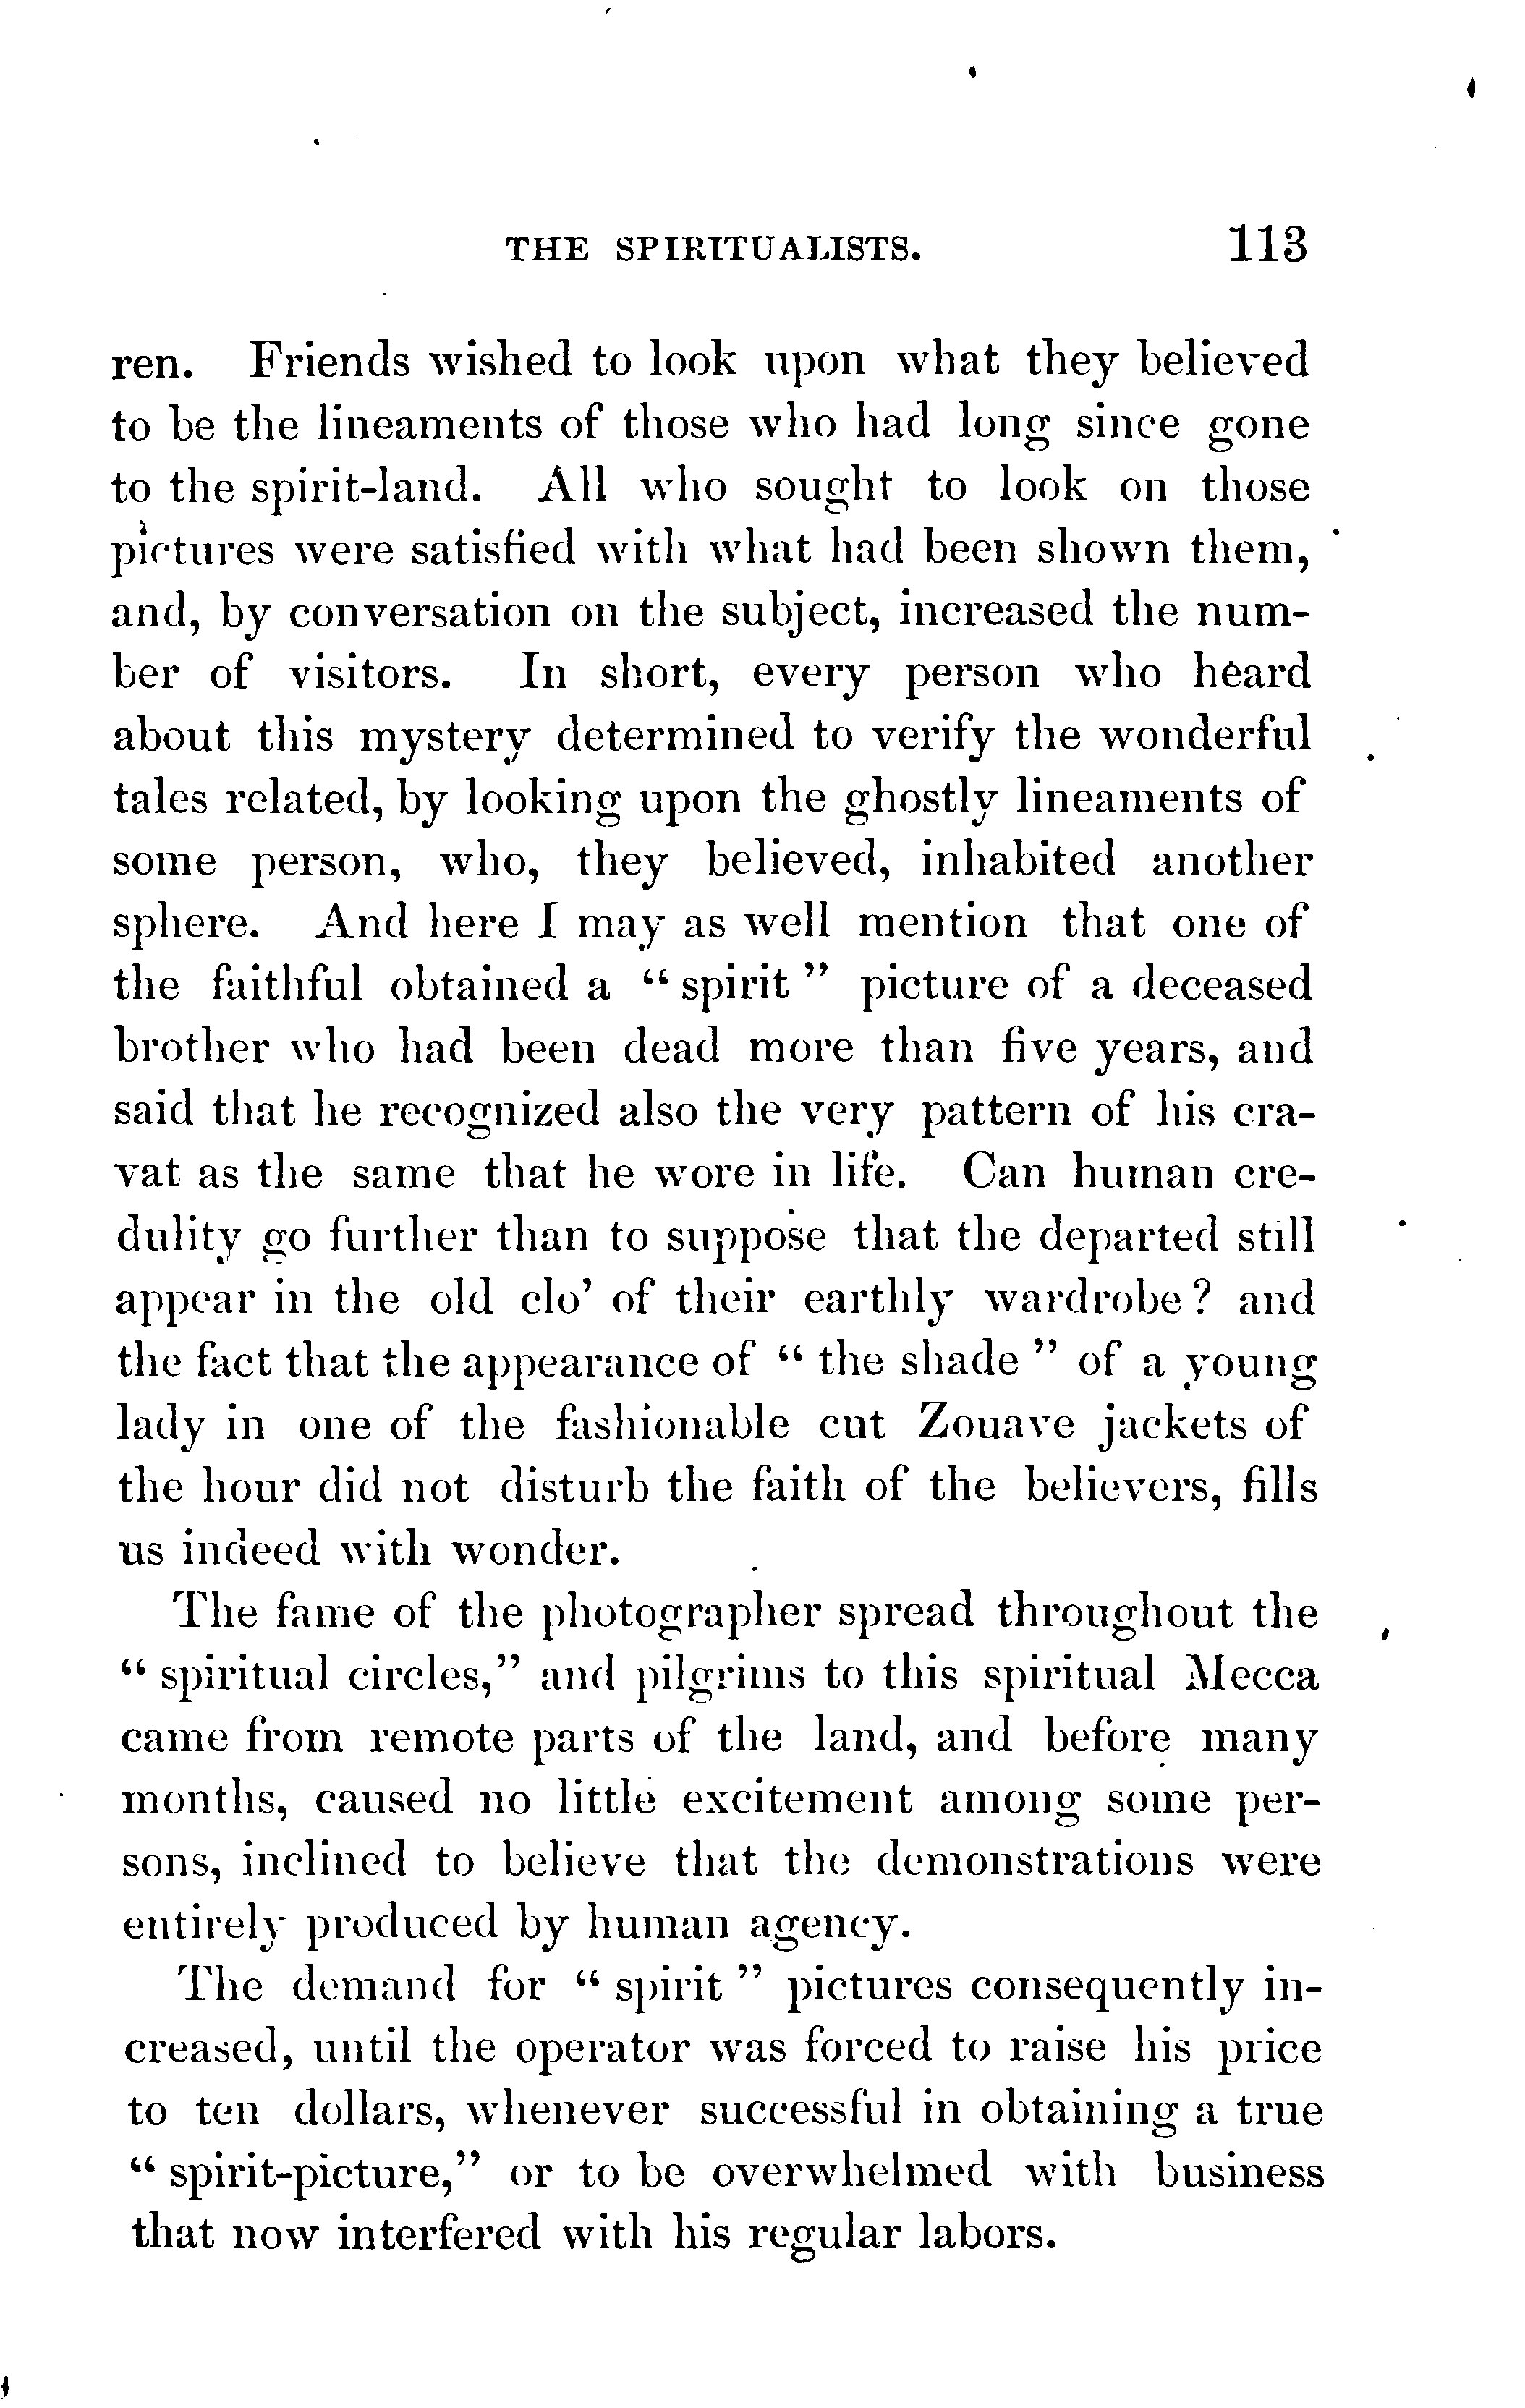 THE SPIRITUALISTS. 113
ren. Friends wished to look upon what they believed
to be the lineaments of those who had long since gone
to the spirit-land. All who sought to look on those
pictures were satisfied with what had been shown them,
and, by conversation on the subject, increased the num-
ber of visitors. In short, every person who heard
about this mystery determined to verify the wonderful
tales related, by looking upon the ghostly lineaments of
some person, who, they believed, inhabited another
sphere. And here I may as well mention that one of
the faithful obtained a “ spirit ” picture of a deceased
brother who had been dead more than five years, and
said that he recognized also the very pattern of his cra-
vat as the same that he wore in life. Can human cre-
dulity go further than to suppose that the departed still
appear in the old clo’ of their earthly wardrobe? and
the fact that the appearance of “ the shade ” of a young
lady in one of the fashionable cut Zouave jackets of
the hour did not disturb the faith of the believers, fills
us indeed with wonder.
The fame of the photographer spread throughout the
“ spiritual circles,” and pilgrims to this spiritual Mecca
came from remote parts of the land, and before many
months, caused no little excitement among some per-
sons, inclined to believe that the demonstrations were
entirely produced by human agency.
The demand for “ spirit ” pictures consequently in-
creased, until the operator was forced to raise his price
to ten dollars, whenever successful in obtaining a true
“ spirit-picture,” or to be overwhelmed with business
that now interfered with his regular labors.